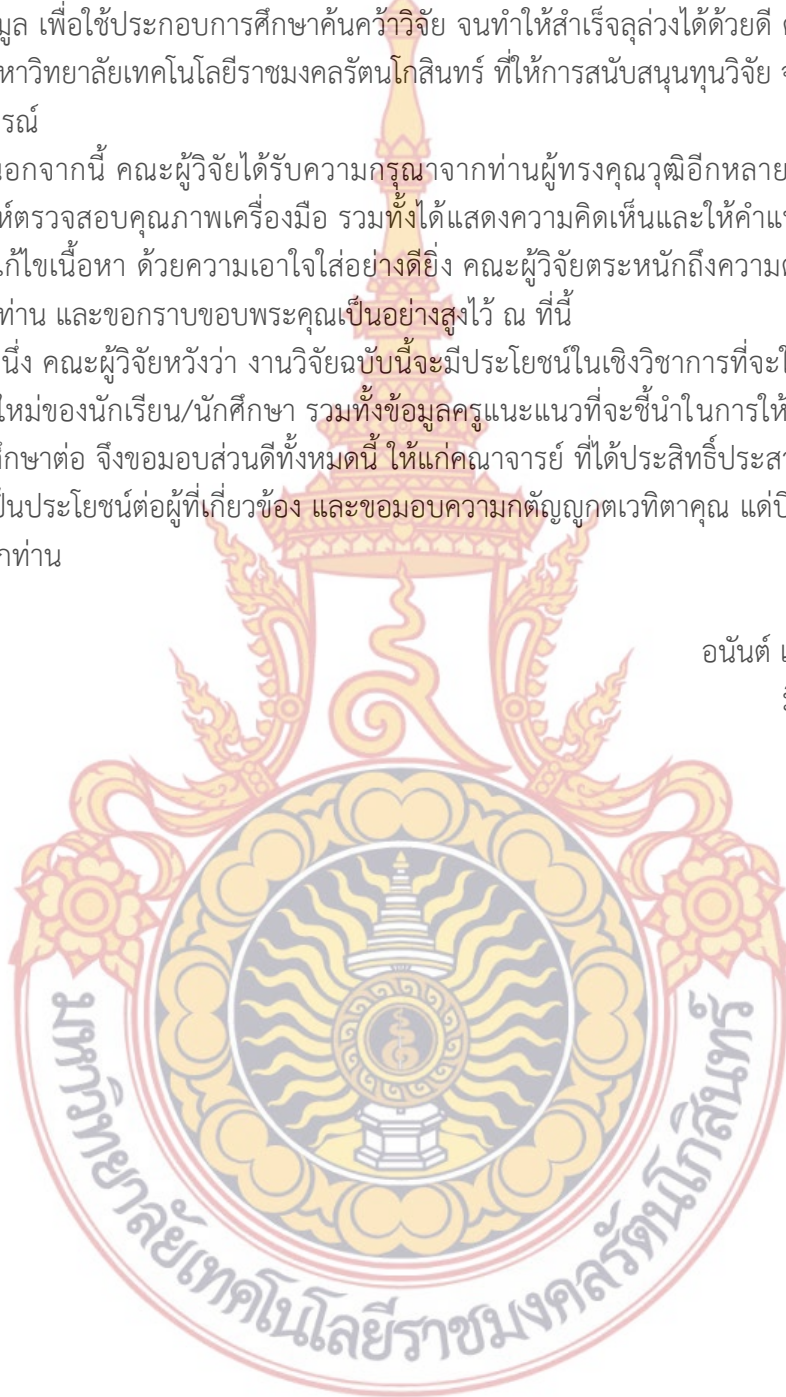 มูล เพื่อใช้ประกอบการศึกษาค้นคว้าวิจัย จนทำให้สำเร็จลุล่วงได้ด้วยดี
หาวิทยาลัยเทคโนโลยีราชมงคลรัตนโกสินทร์ ที่ให้การสนับสนุนทุนวิจัย
รณ์
นอกจากนี้ คณะผู้วิจัยได้รับความกรุณาจากท่านผู้ทรงคุณวุฒิอีกหลาย
ห์ตรวจสอบคุณภาพเครื่องมือ รวมทั้งได้แสดงความคิดเห็นและให้คำแ
แก้ไขเนื้อหา ด้วยความเอาใจใส่อย่างดียิ่ง คณะผู้วิจัยตระหนักถึงความ
ท่าน และขอกราบขอบพระคุณเป็นอย่างสูงไว้ ณ ที่นี้
นึ่ง คณะผู้วิจัยหวังว่า งานวิจัยฉบับนี้จะมีประโยชน์ในเชิงวิชาการที่จะใ
ใหม่ของนักเรียน/นักศึกษา รวมทั้งข้อมูลครูแนะแนวที่จะชี้นำในการให้
ศึกษาต่อ จึงขอมอบส่วนดีทั้งหมดนี้ ให้แก่คณาจารย์ ที่ได้ประสิทธิ์ประสา
ป็นประโยชน์ต่อผู้ที่เกี่ยวข้อง และขอมอบความกตัญญูกตเวทิตาคุณ แด่บิ
กท่าน
อนันต์ เ
มหาวิทยาลัยเทคโนโลยีราชมงคลรัตนโกสินทร์